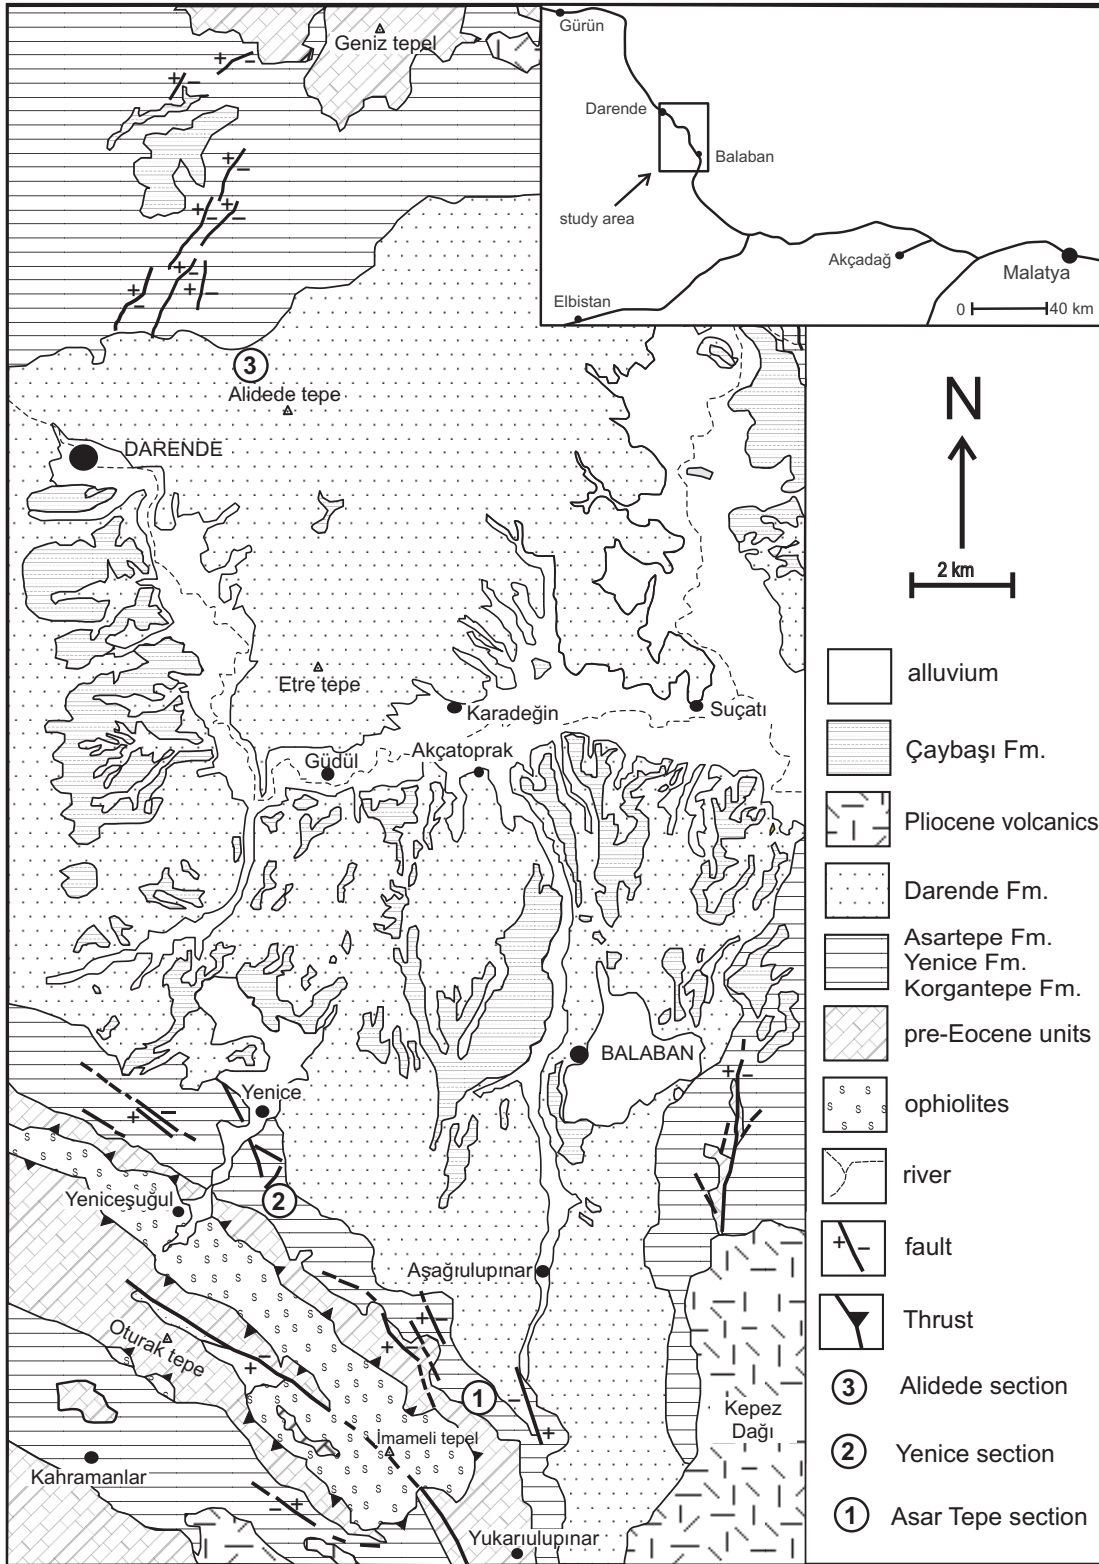 Geniz tepel
Gürün
Darende
Balaban
study area
Akçadağ
Malatya
Elbistan
0 40 km
3
Alidede tepe
DARENDE
N
2 km
Etre tepe
Karadeğin
Suçatı
Akçatoprak
Güdül
BALABAN
Yenice
2
Yeniceşuğul
Aşağıulupınar
Oturak tepe
1
İmameli tepel
Kepez
Dağı
Kahramanlar
Yukarıulupınar
alluvium
Çaybaşı Fm.
Pliocene volcanics
Darende Fm.
Asartepe Fm.
Yenice Fm.
Korgantepe Fm.
pre-Eocene units
ophiolites
river
fault
Thrust
3 Alidede section
2 Yenice section
1 Asar Tepe section